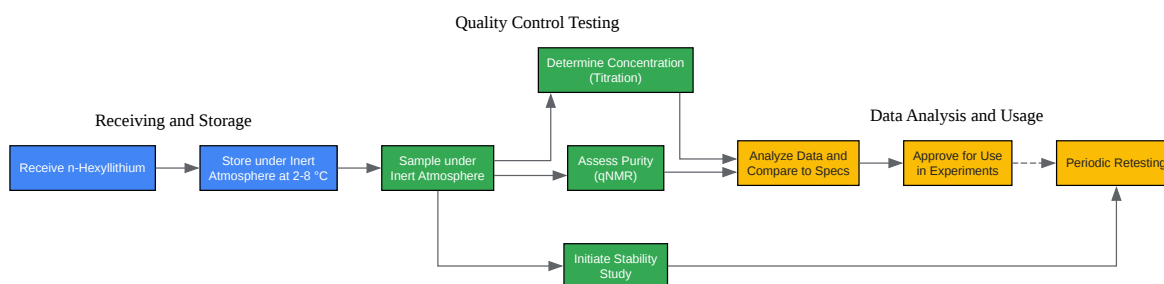 Quality Control Testing
Determine Concentration
(Titration)
Receiving and Storage
Data Analysis and Usage
Receive n-Hexyllithium
Store under Inert
Atmosphere at 2-8 °C
Sample under
Inert Atmosphere
Assess Purity
(qNMR)
Analyze Data and
Compare to Specs
Approve for Use
in Experiments
Periodic Retesting
Initiate Stability
Study